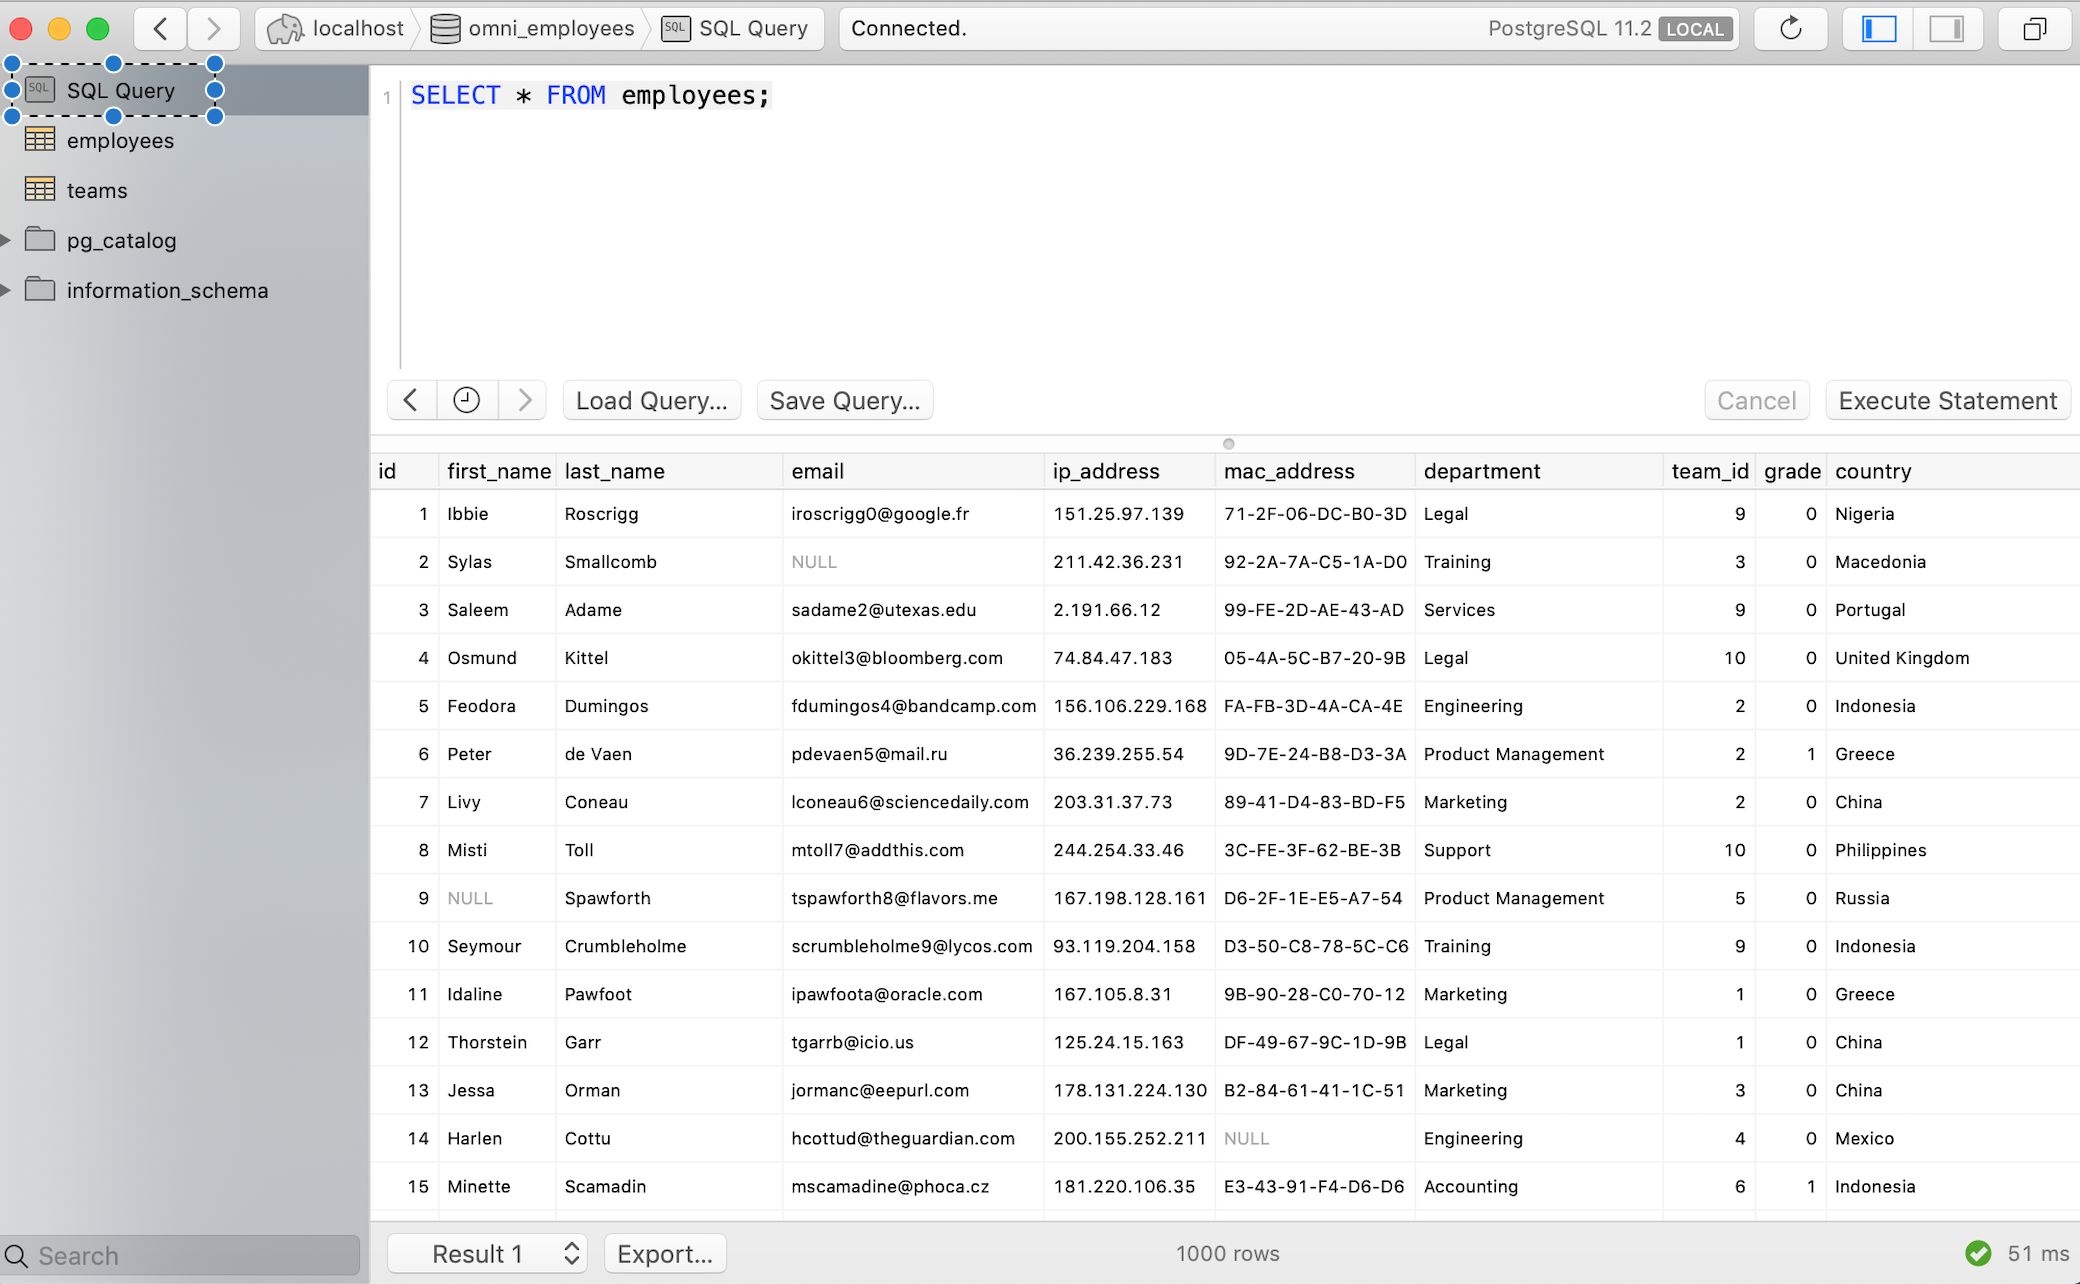 localhost omni_employees SQL SQL Query Connected. PostgreSQL 11.2 LOCAL
SQL SQL Query
employees
teams
pg_catalog
information_schema
Search
1 SELECT * FROM employees;
Load Query... Save Query... Cancel Execute Statement
id first_name last_name email ip_address mac_address department team_id grade country
1 Ibbie Roscrigg iroscrigg0@google.fr 151.25.97.139 71-2F-06-DC-B0-3D Legal 9 0 Nigeria
2 Sylas Smallcomb NULL 211.42.36.231 92-2A-7A-C5-1A-D0 Training 3 0 Macedonia
3 Saleem Adame sadame2@utexas.edu 2.191.66.12 99-FE-2D-AE-43-AD Services 9 0 Portugal
4 Osmund Kittel okittel3@bloomberg.com 74.84.47.183 05-4A-5C-B7-20-9B Legal 10 0 United Kingdom
5 Feodora Dumingos fdumingos4@bandcamp.com 156.106.229.168 FA-FB-3D-4A-CA-4E Engineering 2 0 Indonesia
6 Peter de Vaen pdevaen5@mail.ru 36.239.255.54 9D-7E-24-B8-D3-3A Product Management 2 1 Greece
7 Livy Coneau lconeau6@sciencedaily.com 203.31.37.73 89-41-D4-83-BD-F5 Marketing 2 0 China
8 Misti Toll mtoll7@addthis.com 244.254.33.46 3C-FE-3F-62-BE-3B Support 10 0 Philippines
9 NULL Spawforth tspawforth8@flavors.me 167.198.128.161 D6-2F-1E-E5-A7-54 Product Management 5 0 Russia
10 Seymour Crumbleholme scrumbleholme9@lycos.com 93.119.204.158 D3-50-C8-78-5C-C6 Training 9 0 Indonesia
11 Idaline Pawfoot ipawfoota@oracle.com 167.105.8.31 9B-90-28-C0-70-12 Marketing 1 0 Greece
12 Thorstein Garr tgarrb@icio.us 125.24.15.163 DF-49-67-9C-1D-9B Legal 1 0 China
13 Jessa Orman jormanc@eepurl.com 178.131.224.130 B2-84-61-41-1C-51 Marketing 3 0 China
14 Harlen Cottu hcottud@theguardian.com 200.155.252.211 NULL Engineering 4 0 Mexico
15 Minette Scamadin mscamadine@phoca.cz 181.220.106.35 E3-43-91-F4-D6-D6 Accounting 6 1 Indonesia
Result 1 Export... 1000 rows 51 ms